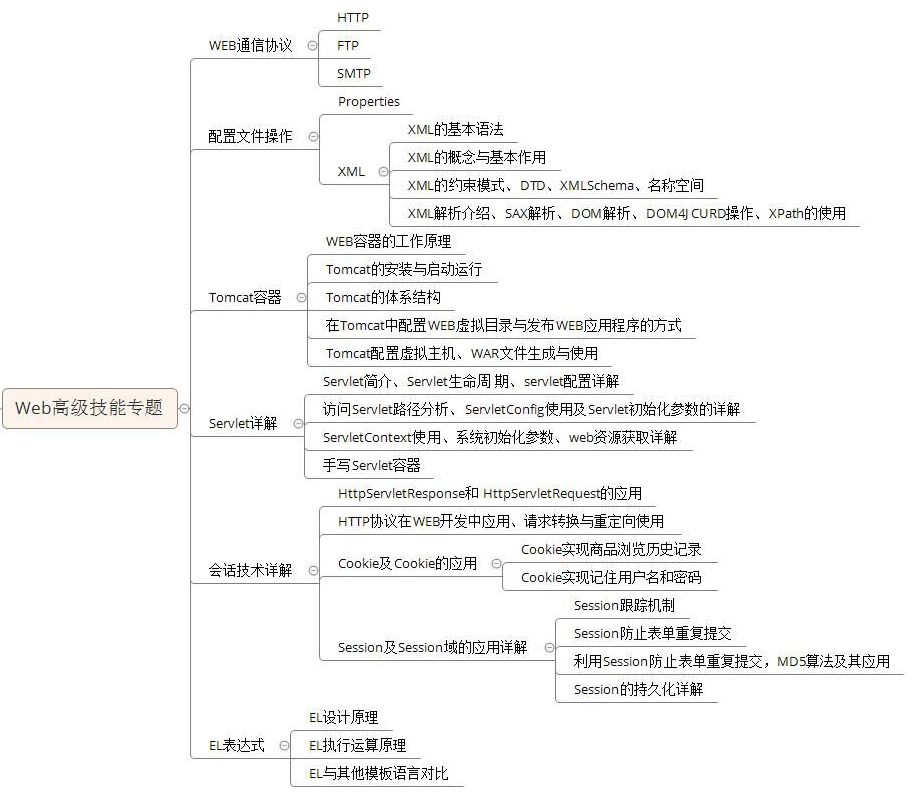 Web高级技能专题
WEB通信协议
HTTP
FTP
SMTP
配置文件操作
Properties
XML
XML的基本语法
XML的概念与基本作用
XML的约束模式、DTD、XMLSchema、名称空间
XML解析介绍、SAX解析、DOM解析、DOM4J CURD操作、XPath的使用
Tomcat容器
WEB容器的工作原理
Tomcat的安装与启动运行
Tomcat的体系结构
在Tomcat中配置WEB虚拟目录与发布WEB应用程序的方式
Tomcat配置虚拟主机、WAR文件生成与使用
Servlet详解
Servlet简介、Servlet生命周 期、servlet配置详解
访问Servlet路径分析、ServletConfig使用及Servlet初始化参数的详解
ServletContext使用、系统初始化参数、web资源获取详解
手写Servlet容器
会话技术详解
HttpServletResponse和 HttpServletRequest的应用
HTTP协议在WEB开发中应用、请求转换与重定向使用
Cookie及Cookie的应用
Cookie实现商品浏览历史记录
Cookie实现记住用户名和密码
Session及Session域的应用详解
Session跟踪机制
Session防止表单重复提交
利用Session防止表单重复提交，MD5算法及其应用
Session的持久化详解
EL表达式
EL设计原理
EL执行运算原理
EL与其他模板语言对比